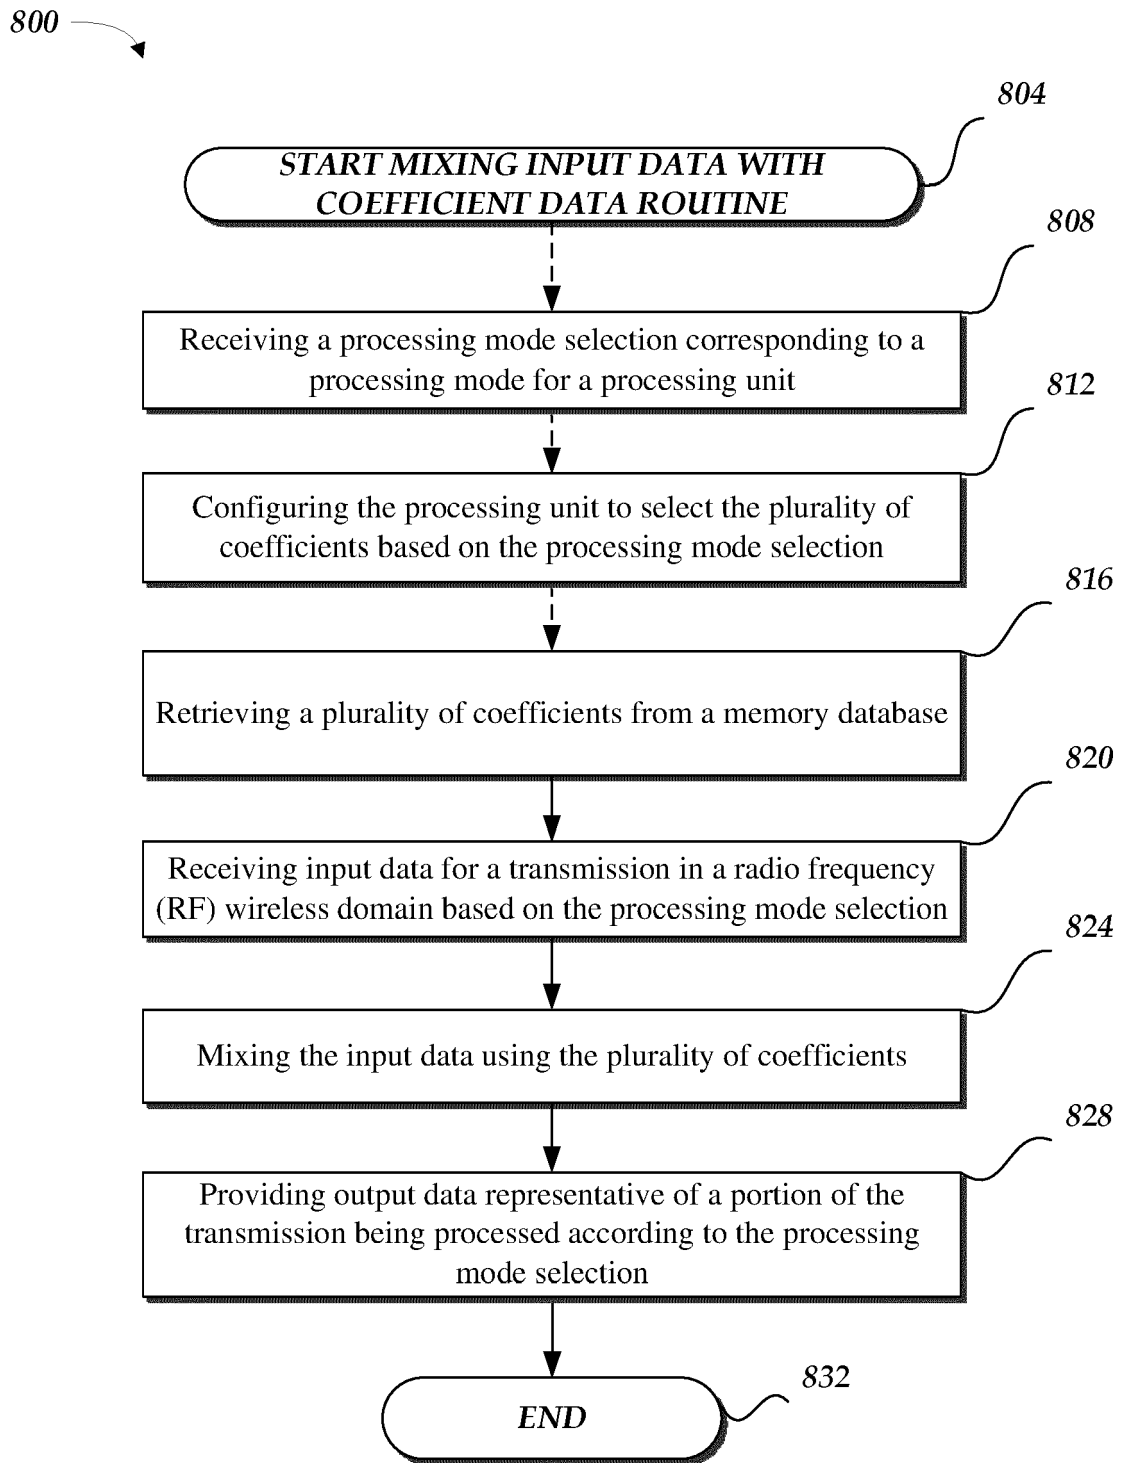 800
804
START MIXING INPUT DATA WITH
COEFFICIENT DATA ROUTINE
808
Receiving a processing mode selection corresponding to a
processing mode for a processing unit
812
Configuring the processing unit to select the plurality of
coefficients based on the processing mode selection
816
Retrieving a plurality of coefficients from a memory database
820
Receiving input data for a transmission in a radio frequency
(RF) wireless domain based on the processing mode selection
824
Mixing the input data using the plurality of coefficients
828
Providing output data representative of a portion of the
transmission being processed according to the processing
mode selection
832
END